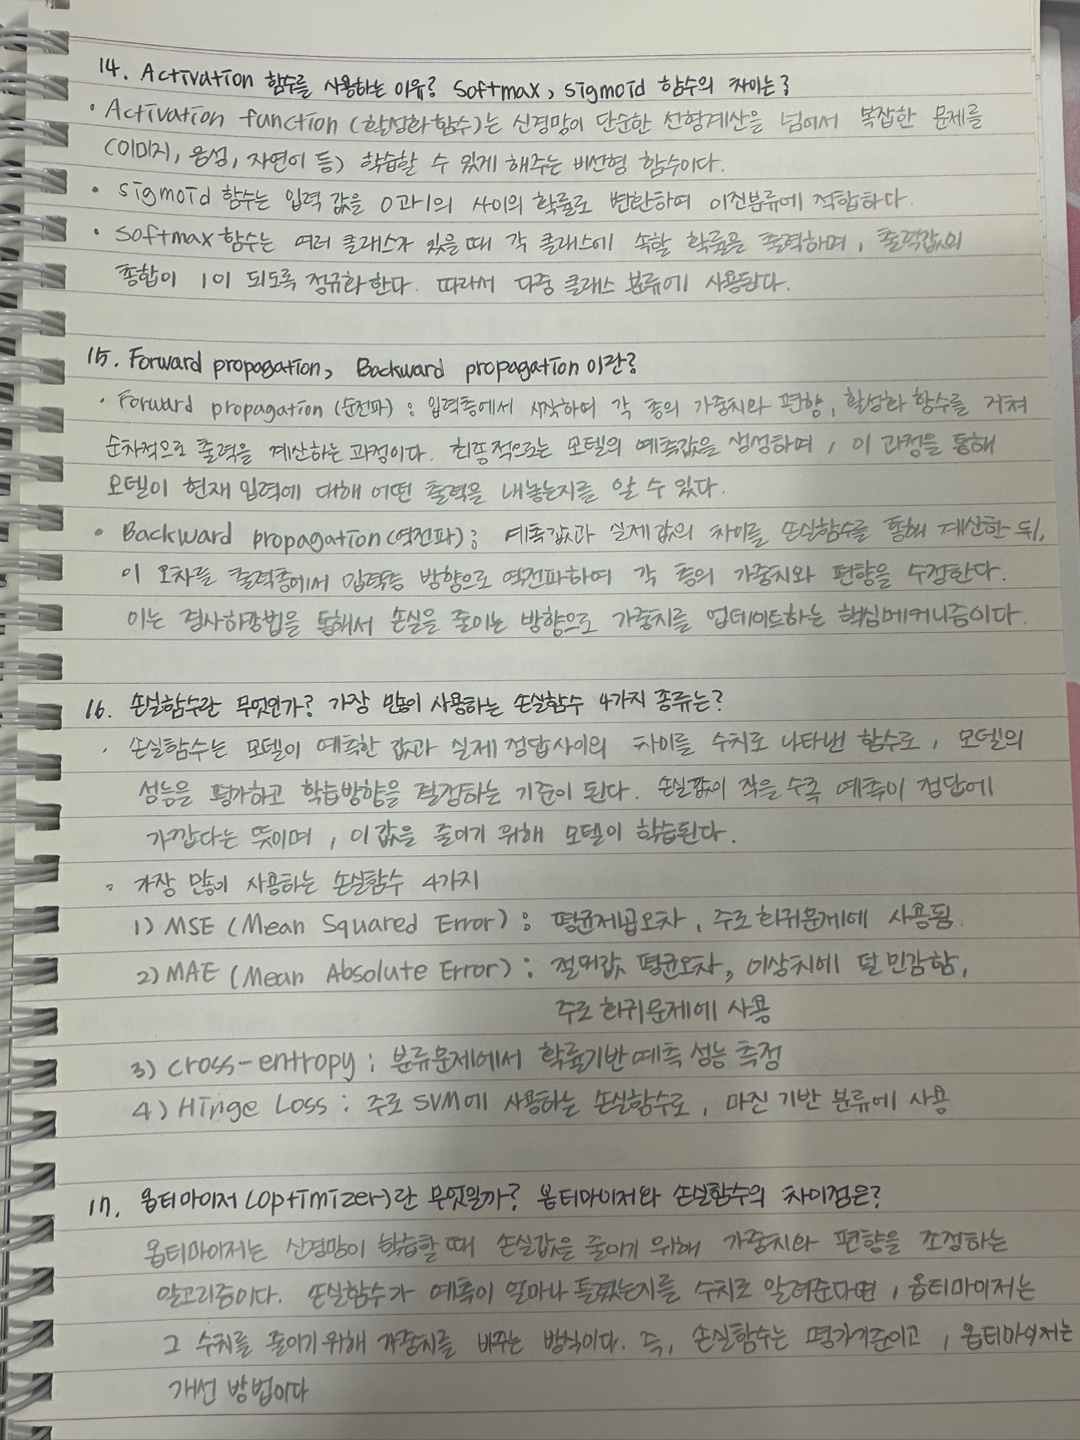 14. Activation 함수를 사용하는 이유? Softmax, sigmoid 함수의 차이는?
· Activation function (활성화 함수)는 신경망이 단순한 선형계산을 넘어서 복잡한 문제를
(이미지, 음성, 자연어 등) 학습할 수 있게 해주는 비선형 함수이다.
· sigmoid 함수는 입력 값을 0과 1의 사이의 확률로 변환하여 이진분류에 적합하다.
· softmax 함수는 여러 클래스가 있을 때 각 클래스에 속할 확률을 출력하며, 출력값의
총합이 1이 되도록 정규화한다. 따라서 다중 클래스 분류에 사용된다.
15. Forward propagation, Backward propagation 이란?
· Forward propagation (순전파) : 입력층에서 시작하여 각 층의 가중치와 편향, 활성화 함수를 거쳐
순차적으로 출력을 계산하는 과정이다. 최종적으로는 모델의 예측값을 생성하며, 이 과정을 통해
모델이 현재 입력에 대해 어떤 출력을 내놓는지를 알 수 있다.
· Backward propagation (역전파) : 예측값과 실제 값의 차이를 손실함수를 통해 계산한 뒤,
이 오차를 출력층에서 입력층 방향으로 역전파하여 각 층의 가중치와 편향을 수정한다.
이는 경사하강법을 통해서 손실을 줄이는 방향으로 가중치를 업데이트하는 핵심메커니즘이다.
16. 손실함수란 무엇인가? 가장 많이 사용하는 손실함수 4가지 종류는?
· 손실함수는 모델이 예측한 값과 실제 정답사이의 차이를 수치로 나타낸 함수로, 모델의
성능을 평가하고 학습방향을 결정하는 기준이 된다. 손실값이 작을 수록 예측이 정답에
가깝다는 뜻이며, 이 값을 줄이기 위해 모델이 학습된다.
· 가장 많이 사용하는 손실함수 4가지
1) MSE (Mean Squared Error) : 평균제곱오차, 주로 회귀문제에 사용됨.
2) MAE (Mean Absolute Error) : 절대값 평균오차, 이상치에 덜 민감함,
주로 회귀문제에 사용
3) cross-entropy : 분류문제에서 확률기반 예측 성능 측정
4) Hinge Loss : 주로 SVM에 사용하는 손실함수로, 마진 기반 분류에 사용
17. 옵티마이저 (optimizer)란 무엇일까? 옵티마이저와 손실함수의 차이점은?
옵티마이저는 신경망이 학습할 때 손실값을 줄이기 위해 가중치와 편향을 조정하는
알고리즘이다. 손실함수가 예측이 얼마나 틀렸는지를 수치로 알려준다면, 옵티마이저는
그 수치를 줄이기 위해 가중치를 바꾸는 방식이다. 즉, 손실함수는 평가기준이고, 옵티마이저는
개선 방법이다